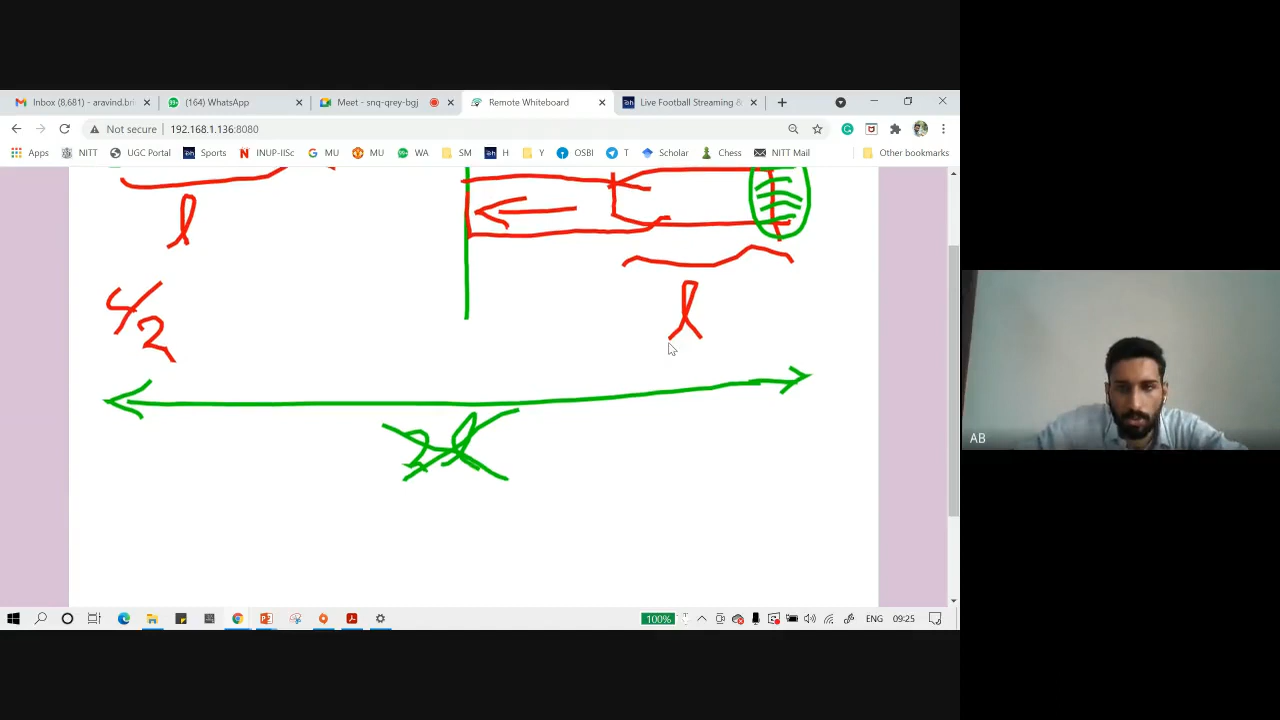 Inbox (8.681) - aravind.bri
(164) WhatsApp
Meet - snq-qrey-bgj
Remote Whiteboard
Live Football Streaming &
Not secure 192.168.1.136:8080
Apps NITT UGC Portal Sports INUP-IISc MU MU WA SM H Y OSBI T Scholar Chess NITT Mail Other bookmarks
l
2
l
2l
AB
100% ENG 09:25